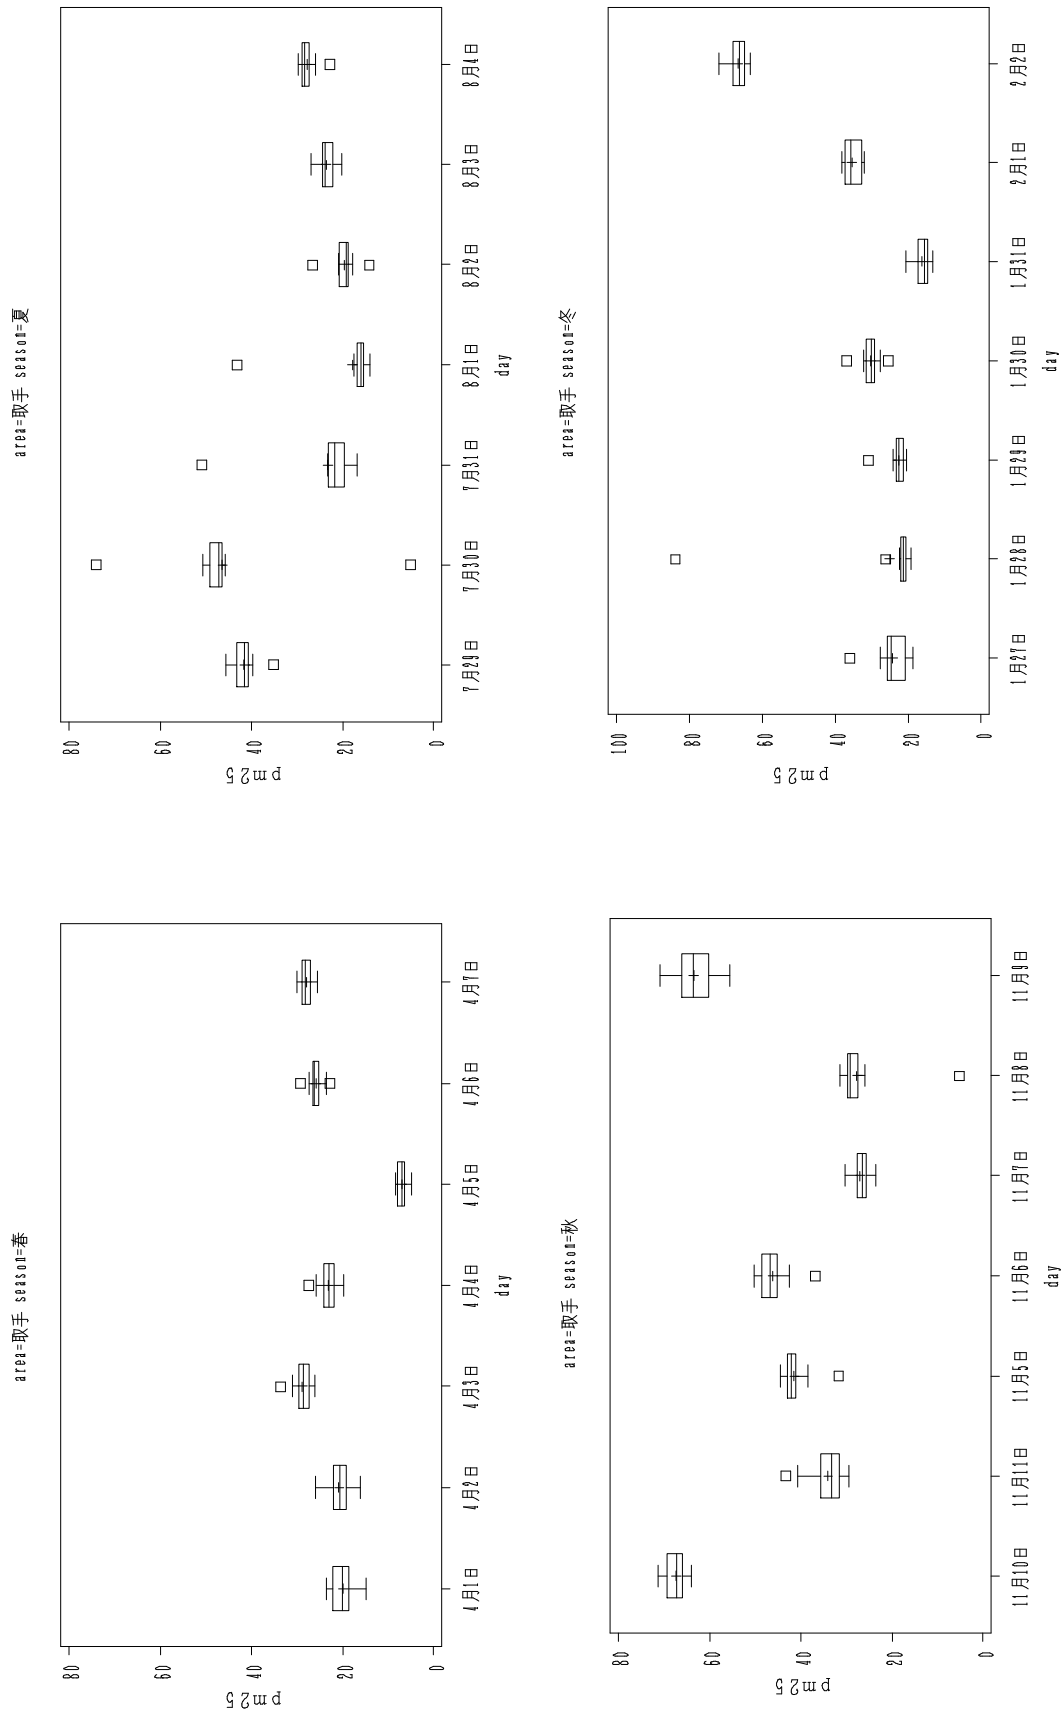 area=取手 season=春
pm25
80
60
40
20
0
4月1日
4月2日
4月3日
4月4日
4月5日
4月6日
4月7日
day
area=取手 season=夏
pm25
80
60
40
20
0
7月29日
7月30日
7月31日
8月1日
8月2日
8月3日
8月4日
day
area=取手 season=秋
pm25
80
60
40
20
0
11月10日
11月11日
11月5日
11月6日
11月7日
11月8日
11月9日
day
area=取手 season=冬
pm25
100
80
60
40
20
0
1月27日
1月28日
1月29日
1月30日
1月31日
2月1日
2月2日
day